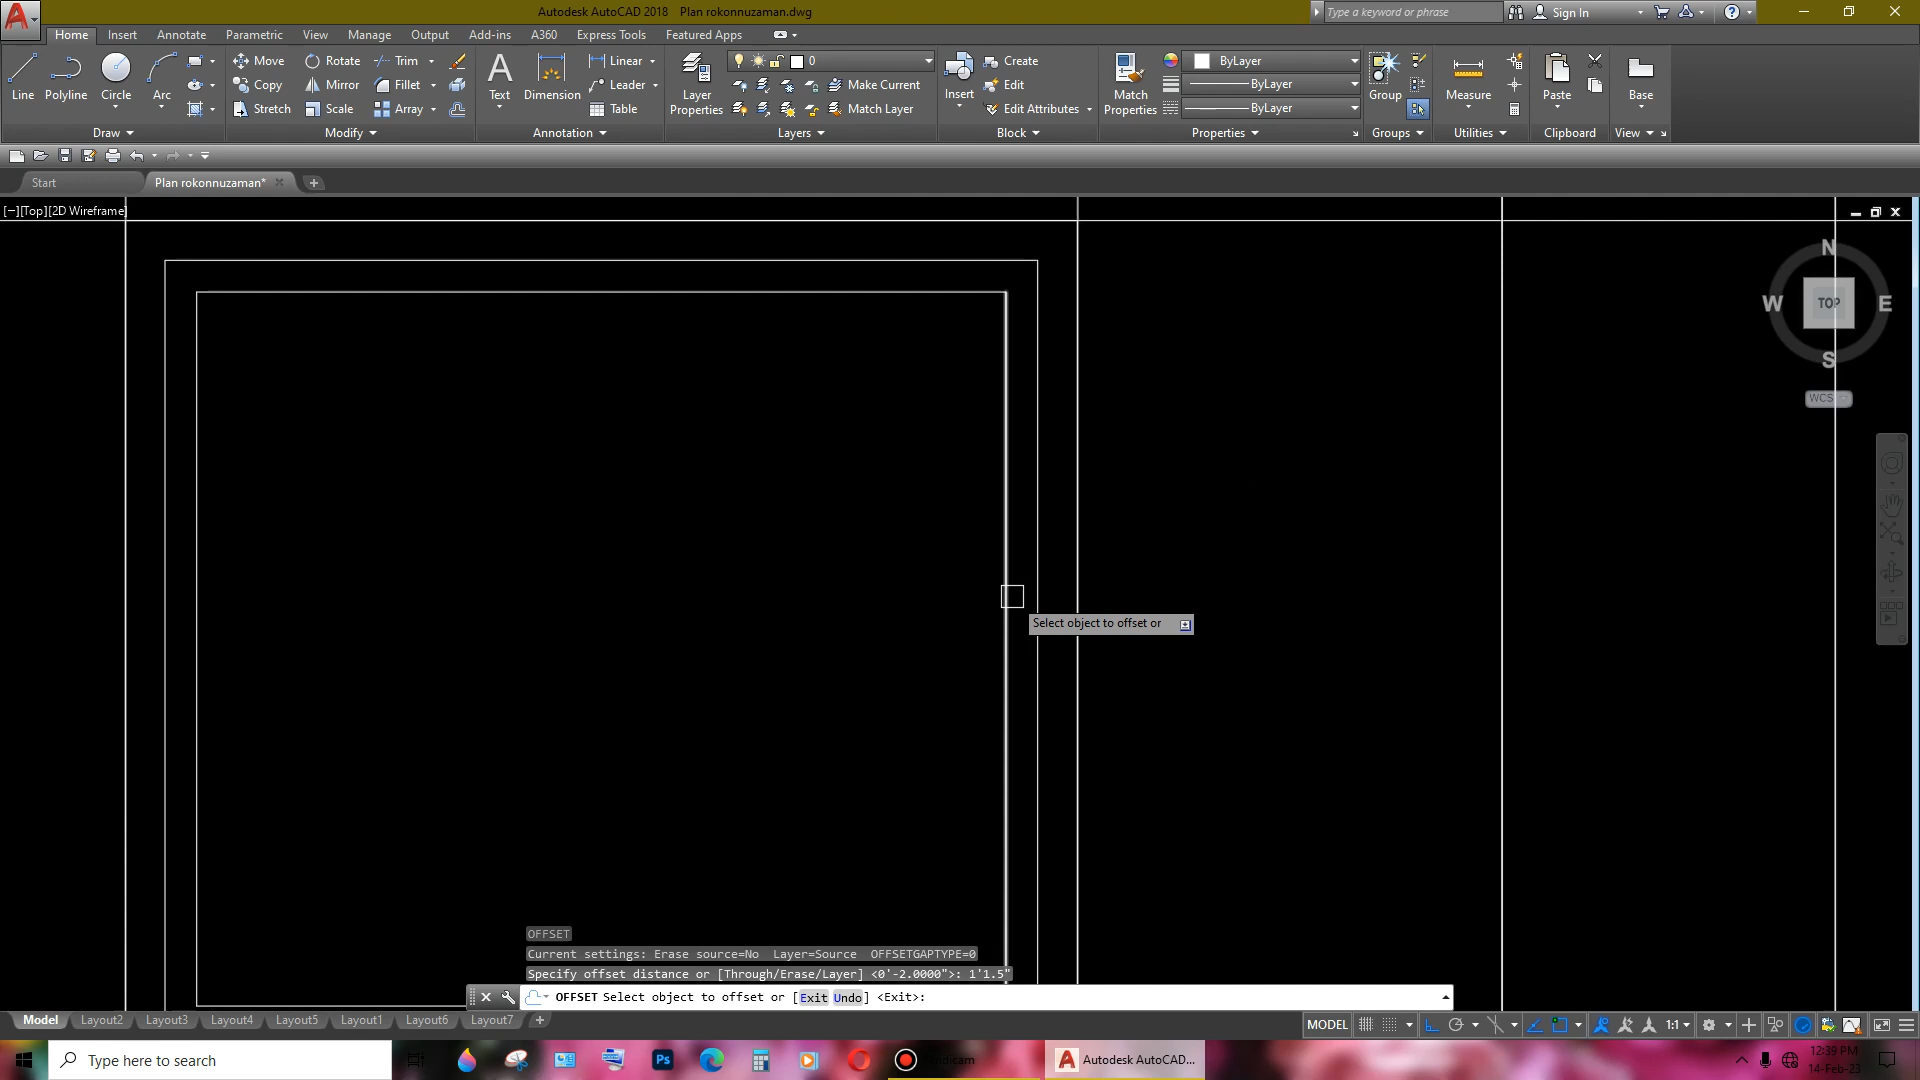 Autodesk AutoCAD 2018 Plan rokonnuzaman.dwg
Type a keyword or phrase
Sign In
Home Insert Annotate Parametric View Manage Output Add-ins A360 Express Tools Featured Apps
Line Polyline Circle Arc
Move Rotate Trim
Copy Mirror Fillet
Stretch Scale Array
Text Dimension
Linear
Leader
Table
Layer Properties
0
Make Current
Match Layer
Insert
Create
Edit
Edit Attributes
Match Properties
ByLayer
ByLayer
ByLayer
Group
Measure
Paste
Base
Draw Modify Annotation Layers Block Properties Groups Utilities Clipboard View
Start Plan rokonnuzaman*
[−][Top][2D Wireframe]
N
W TOP E
S
WCS
Select object to offset or
OFFSET
Current settings: Erase source=No Layer=Source OFFSETGAPTYPE=0
Specify offset distance or [Through/Erase/Layer] <0'-2.0000">: 1'1.5"
OFFSET Select object to offset or [Exit Undo] <Exit>:
Model Layout2 Layout3 Layout4 Layout5 Layout1 Layout6 Layout7
MODEL 1:1
Type here to search
Ps
Autodesk AutoCAD...
12:39 PM
14-Feb-23